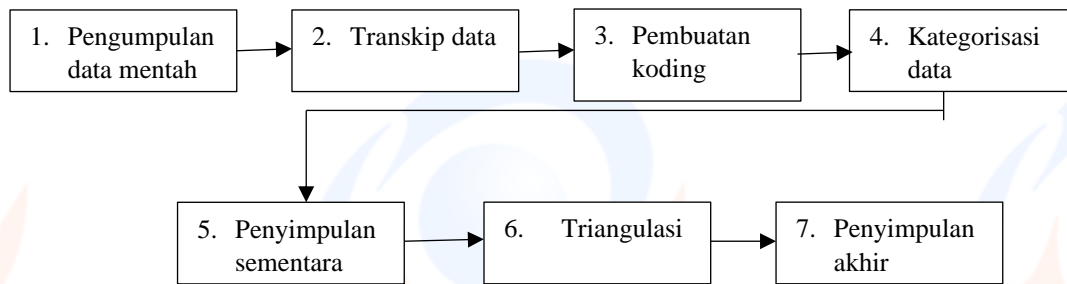 1. Pengumpulan
data mentah
2. Transkip data
3. Pembuatan
koding
4. Kategorisasi
data
5. Penyimpulan
sementara
6. Triangulasi
7. Penyimpulan
akhir